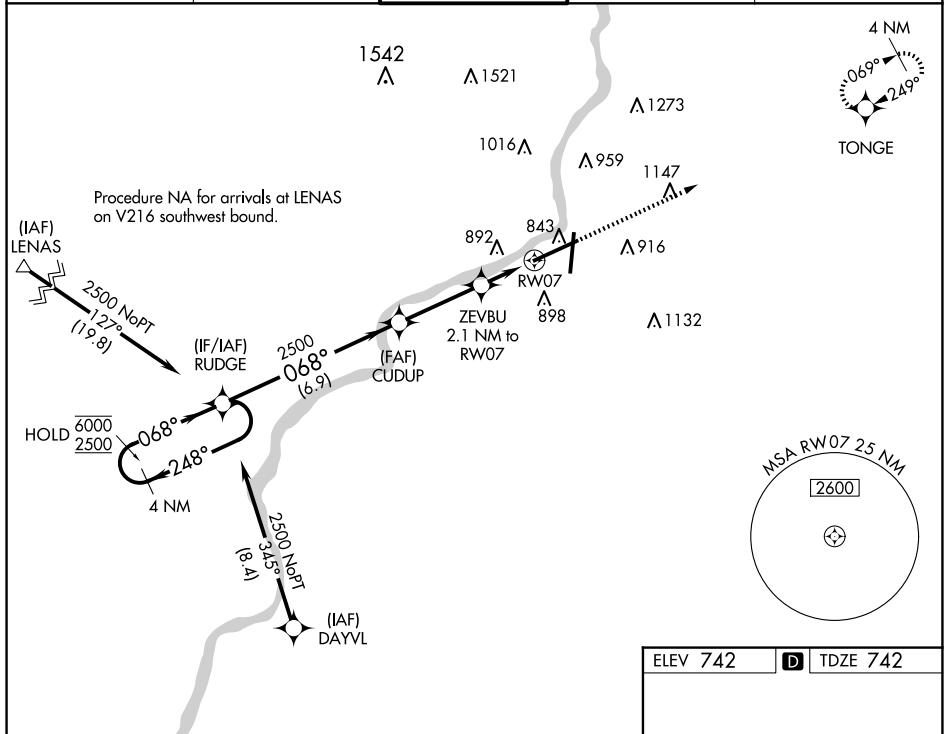 4 NM
1542
1521
069°
249°
1273
TONGE
1016
959
1147
Procedure NA for arrivals at LENAS
on V216 southwest bound.
(IAF)
LENAS
892
843
916
RW07
898
1132
2500 NoPT
127°
(19.8)
ZEVBU
2.1 NM to
RW07
(IF/IAF)
RUDGE
2500
068°
(6.9)
(FAF)
CUDUP
HOLD 6000
2500
068°
248°
4 NM
MSA RW07 25 NM
2600
2500 NoPT
345°
(8.4)
(IAF)
DAYVL
ELEV 742 D TDZE 742